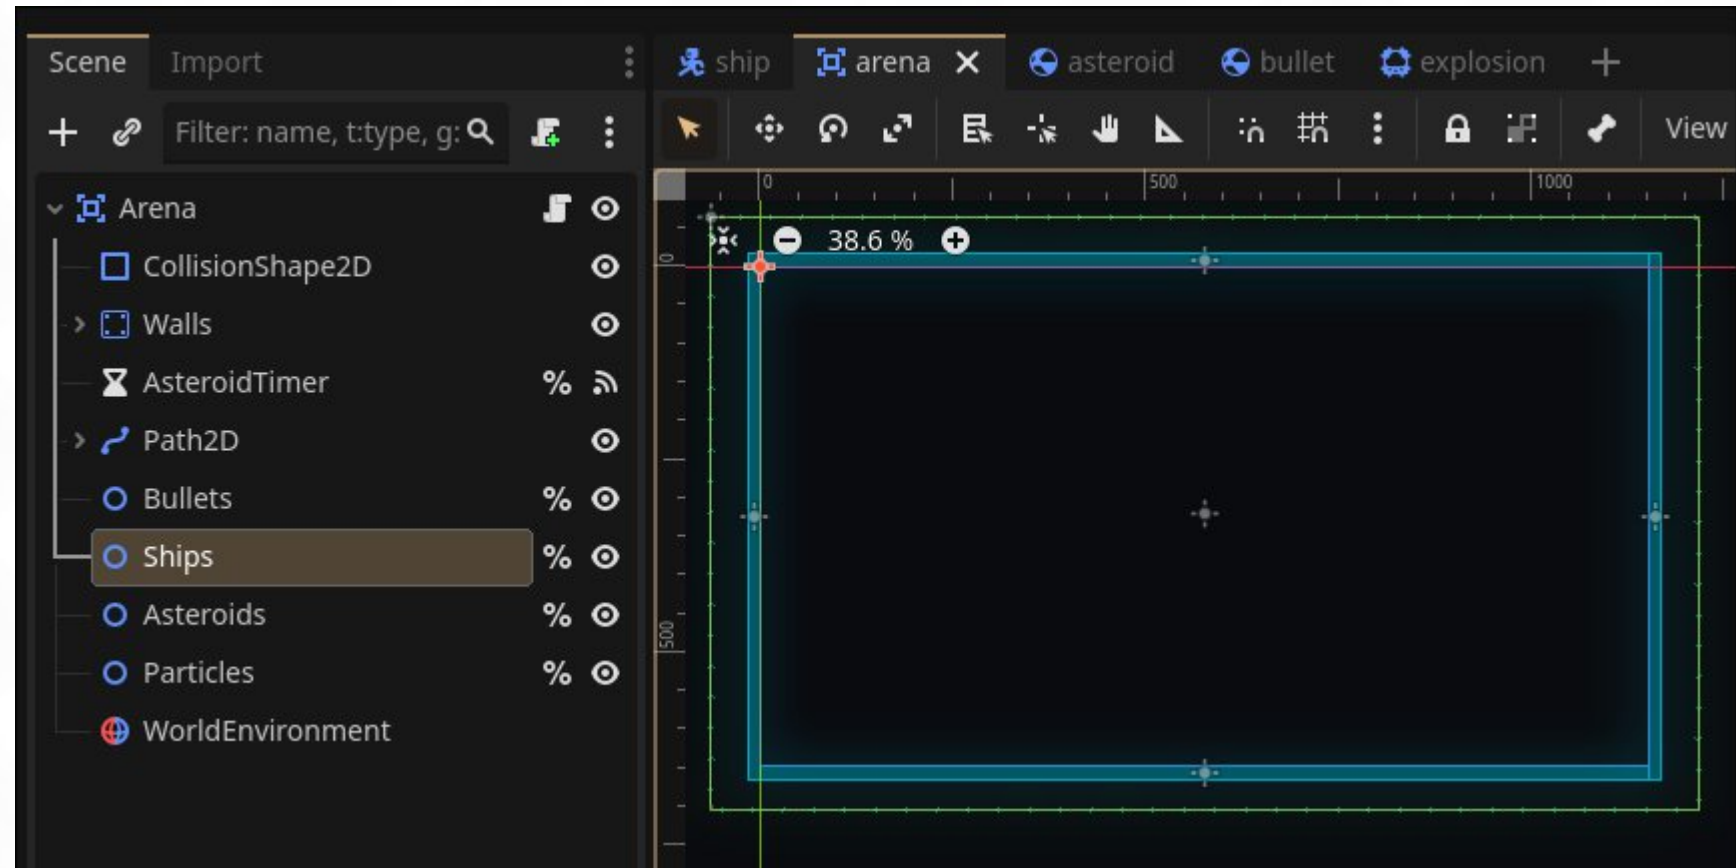 Scene Import
ship arena asteroid bullet explosion
Filter: name, t:type, g:
View
Arena
CollisionShape2D
Walls
AsteroidTimer
Path2D
Bullets
Ships
Asteroids
Particles
WorldEnvironment
0 500 1000
38.6 %
0
500